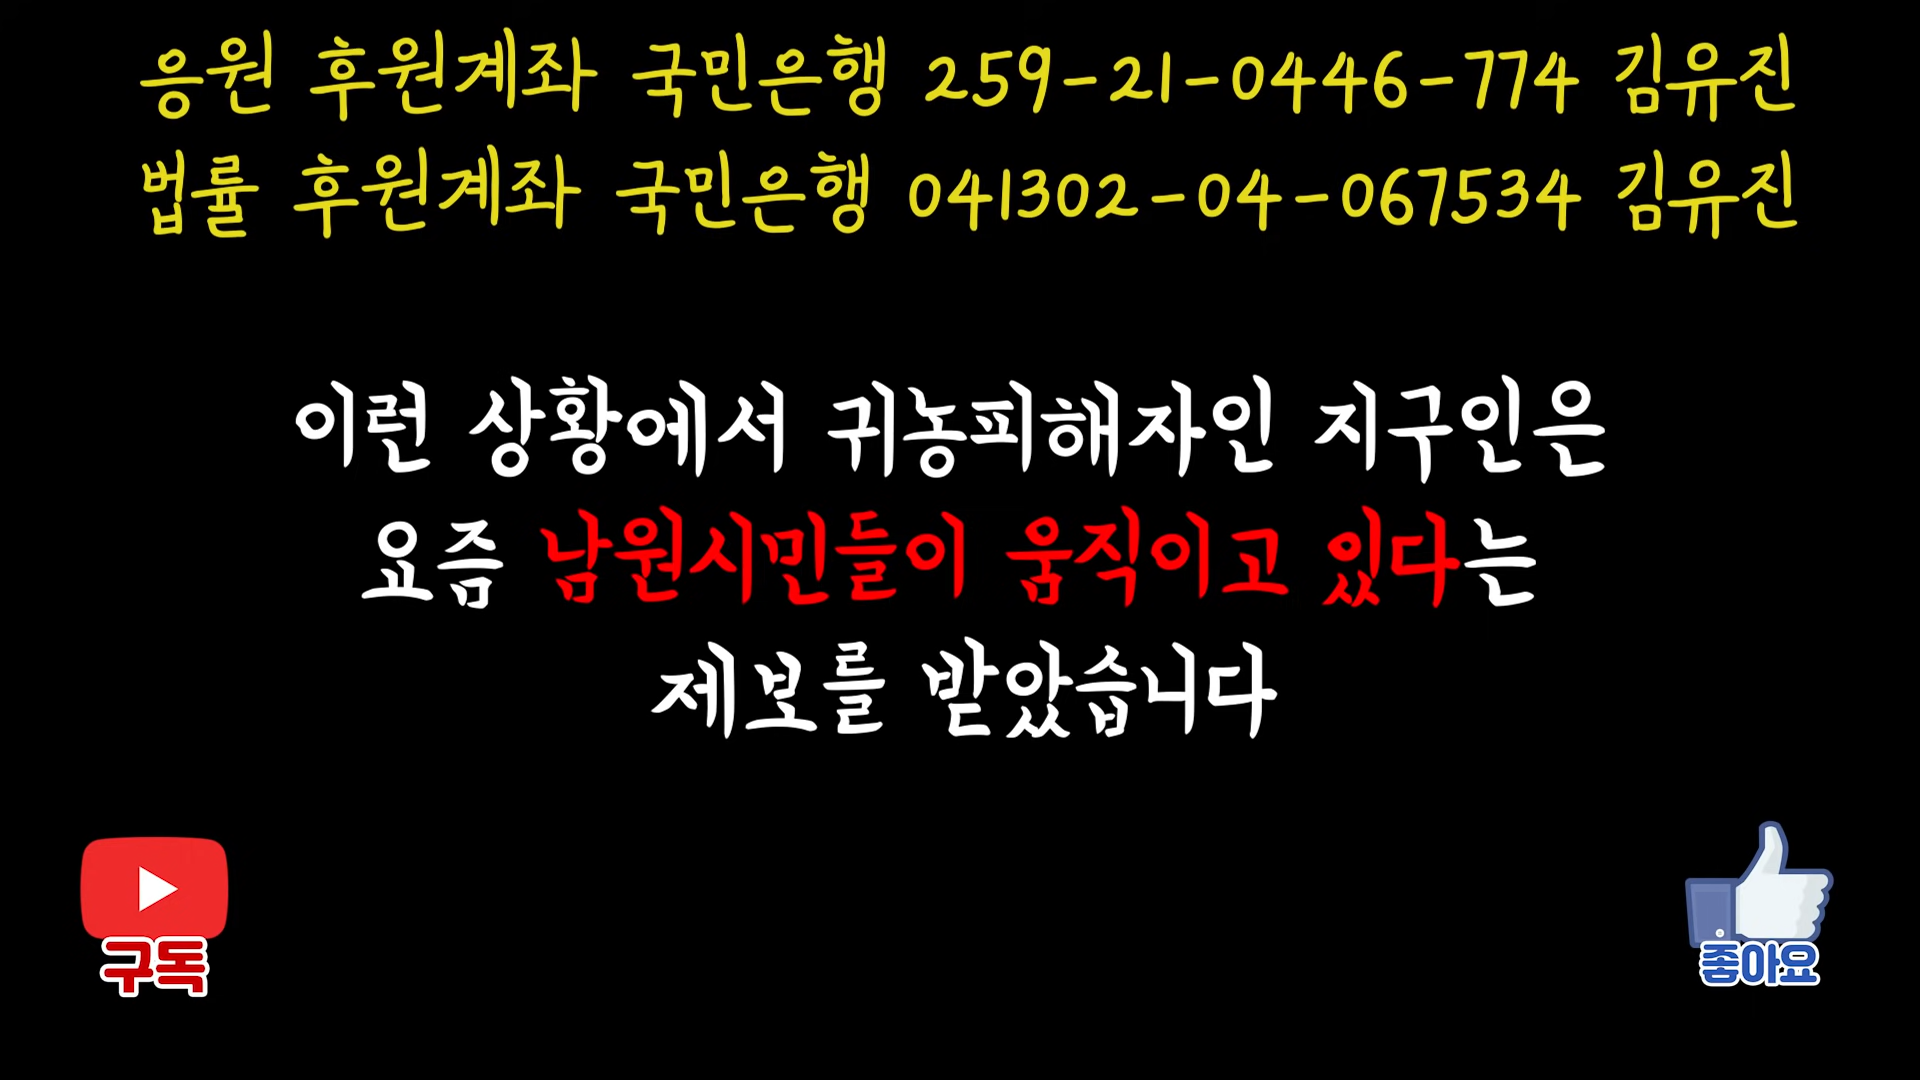 응원 후원계좌 국민은행 259-21-0446-774 김유진
법률 후원계좌 국민은행 041302-04-067534 김유진
이런 상황에서 귀농피해자인 지구인은
요즘 남원시민들이 움직이고 있다는
제보를 받았습니다
구독
좋아요